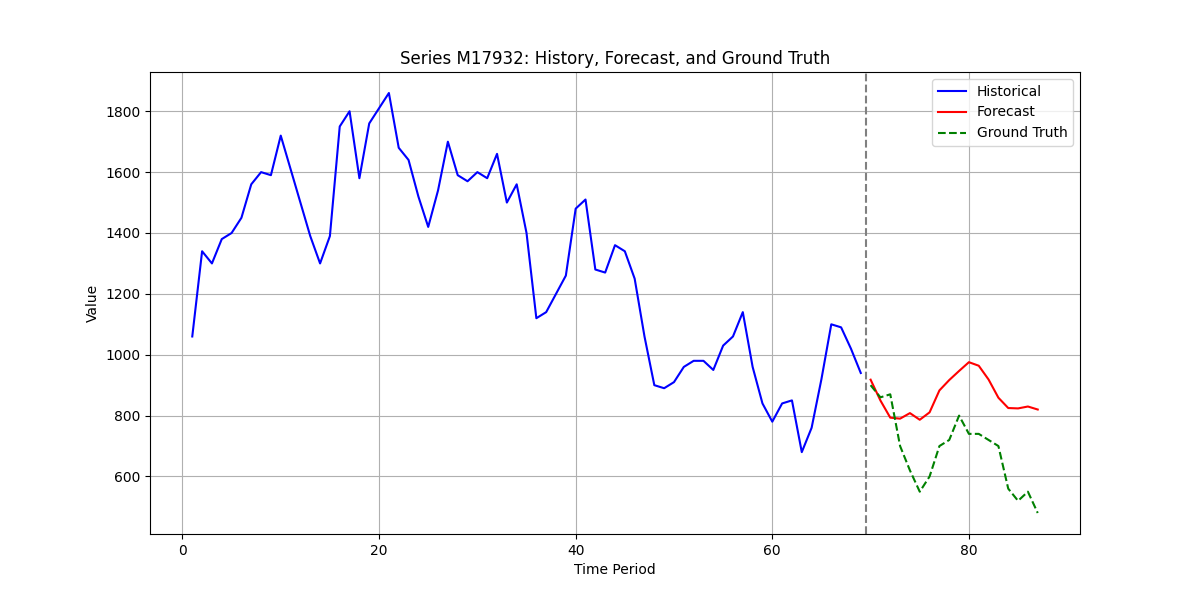 Series M17932: History, Forecast, and Ground Truth
Historical
Forecast
Ground Truth
Value
1800
1600
1400
1200
1000
800
600
0
20
40
60
80
Time Period